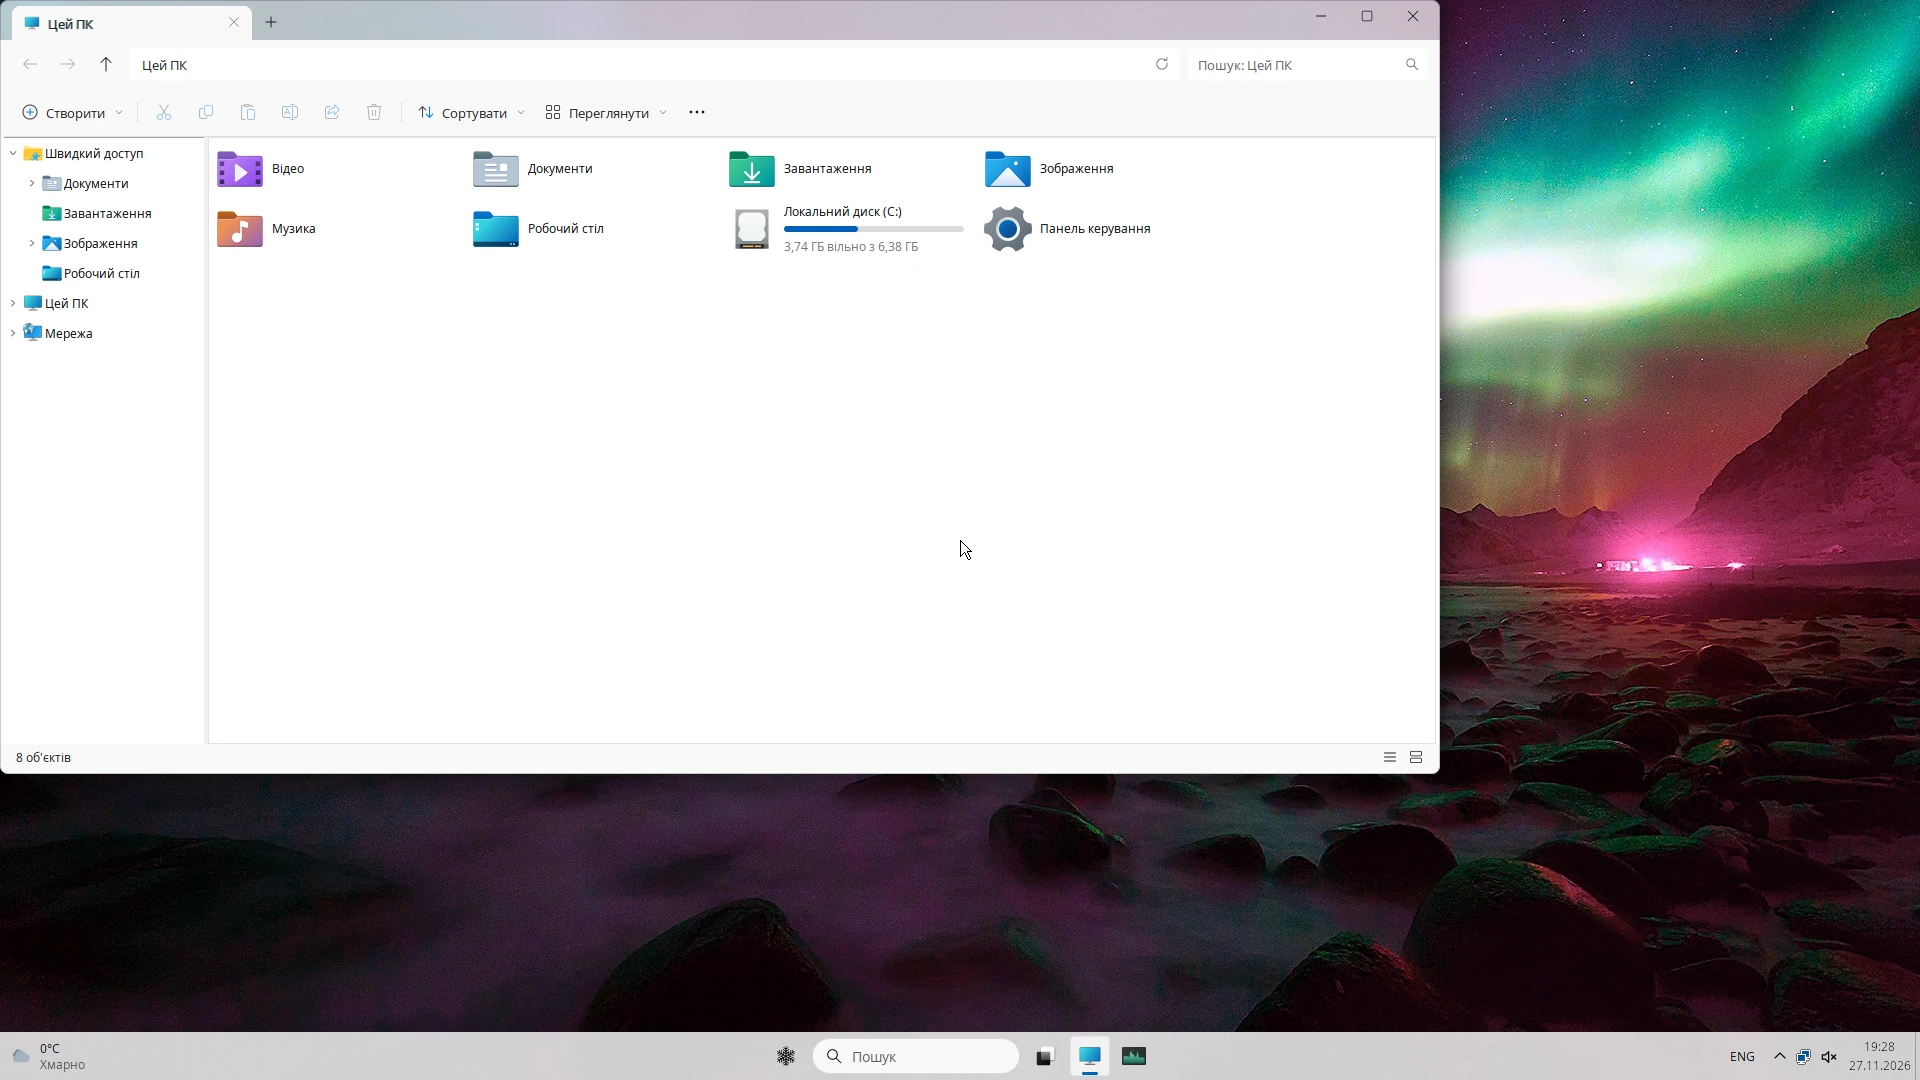 Цей ПК
Цей ПК
Пошук: Цей ПК
Створити
Сортувати
Переглянути
Швидкий доступ
Документи
Завантаження
Зображення
Робочий стіл
Цей ПК
Мережа
Відео
Документи
Завантаження
Зображення
Музика
Робочий стіл
Локальний диск (C:)
3,74 ГБ вільно з 6,38 ГБ
Панель керування
8 об'єктів
0°C
Хмарно
Пошук
ENG
19:28
27.11.2026